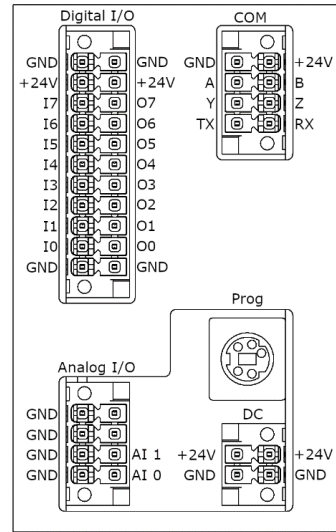 Digital I/O
GND GND
+24V +24V
I7 O7
I6 O6
I5 O5
I4 O4
I3 O3
I2 O2
I1 O1
I0 O0
GND GND
COM
GND +24V
A B
Y Z
TX RX
Prog
Analog I/O
GND
GND
GND AI 1
GND AI 0
DC
+24V +24V
GND GND